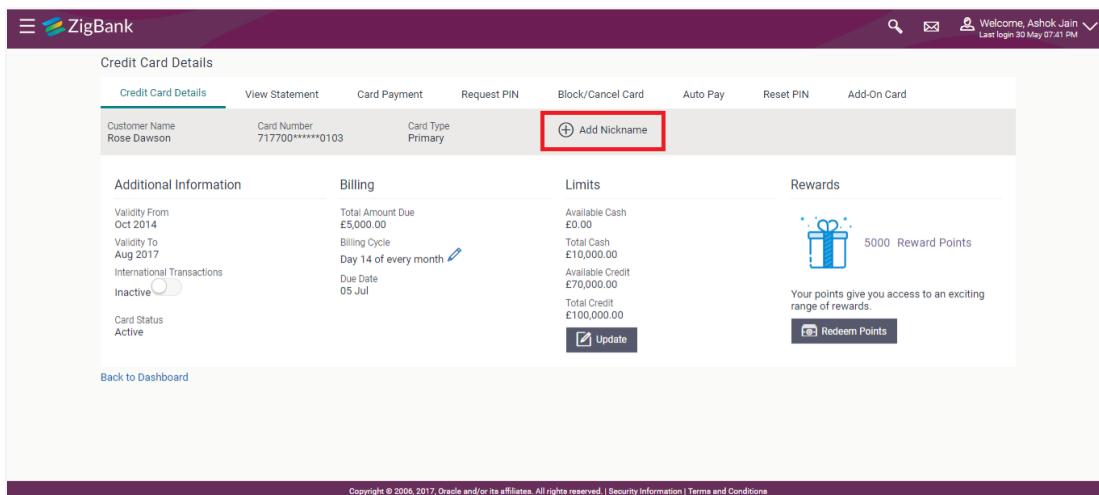 ZigBank
Welcome, Ashok Jain
Last login 30 May 07:41 PM
Credit Card Details
Credit Card Details View Statement Card Payment Request PIN Block/Cancel Card Auto Pay Reset PIN Add-On Card
Customer Name Card Number Card Type
Rose Dawson 717700******0103 Primary
Add Nickname
Additional Information
Validity From
Oct 2014
Validity To
Aug 2017
International Transactions
Inactive
Card Status
Active
Billing
Total Amount Due
£5,000.00
Billing Cycle
Day 14 of every month
Due Date
05 Jul
Limits
Available Cash
£0.00
Total Cash
£10,000.00
Available Credit
£70,000.00
Total Credit
£100,000.00
Update
Rewards
5000 Reward Points
Your points give you access to an exciting
range of rewards.
Redeem Points
Back to Dashboard
Copyright © 2006, 2017, Oracle and/or its affiliates. All rights reserved. | Security Information | Terms and Conditions